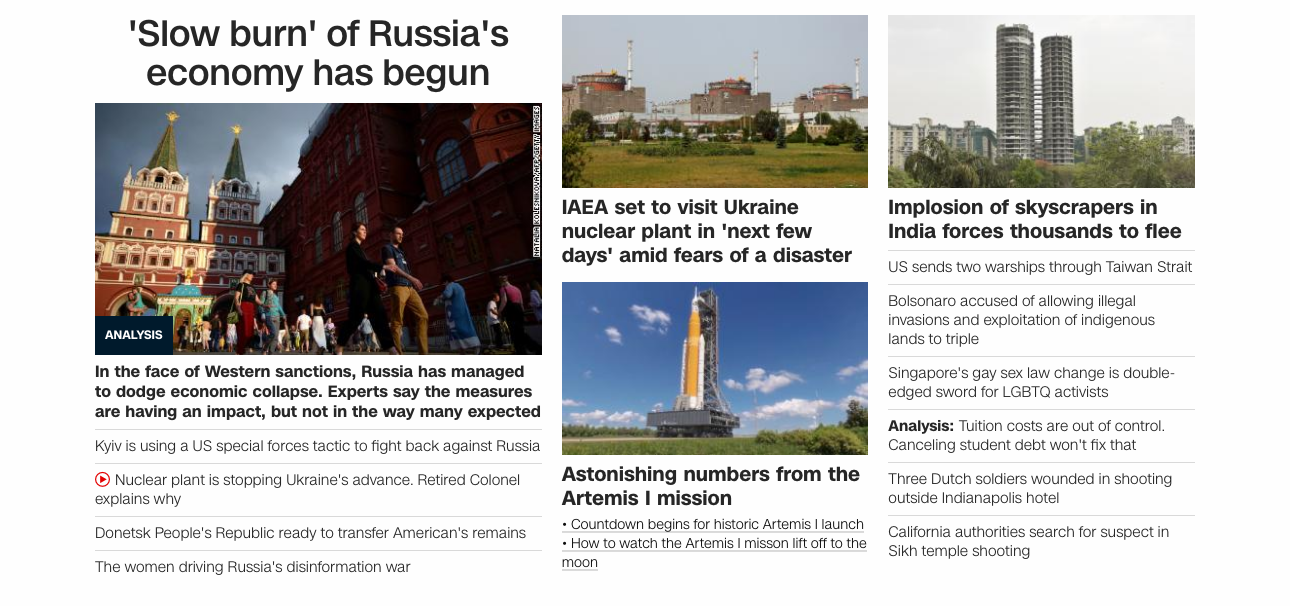 'Slow burn' of Russia's
economy has begun
NATALIA KOLESNIKOVA/AFP/GETTY IMAGES
ANALYSIS
In the face of Western sanctions, Russia has managed
to dodge economic collapse. Experts say the measures
are having an impact, but not in the way many expected
Kyiv is using a US special forces tactic to fight back against Russia
Nuclear plant is stopping Ukraine's advance. Retired Colonel
explains why
Donetsk People's Republic ready to transfer American's remains
The women driving Russia's disinformation war
IAEA set to visit Ukraine
nuclear plant in 'next few
days' amid fears of a disaster
Astonishing numbers from the
Artemis I mission
• Countdown begins for historic Artemis I launch
• How to watch the Artemis I misson lift off to the
moon
Implosion of skyscrapers in
India forces thousands to flee
US sends two warships through Taiwan Strait
Bolsonaro accused of allowing illegal
invasions and exploitation of indigenous
lands to triple
Singapore's gay sex law change is double-
edged sword for LGBTQ activists
Analysis: Tuition costs are out of control.
Canceling student debt won't fix that
Three Dutch soldiers wounded in shooting
outside Indianapolis hotel
California authorities search for suspect in
Sikh temple shooting